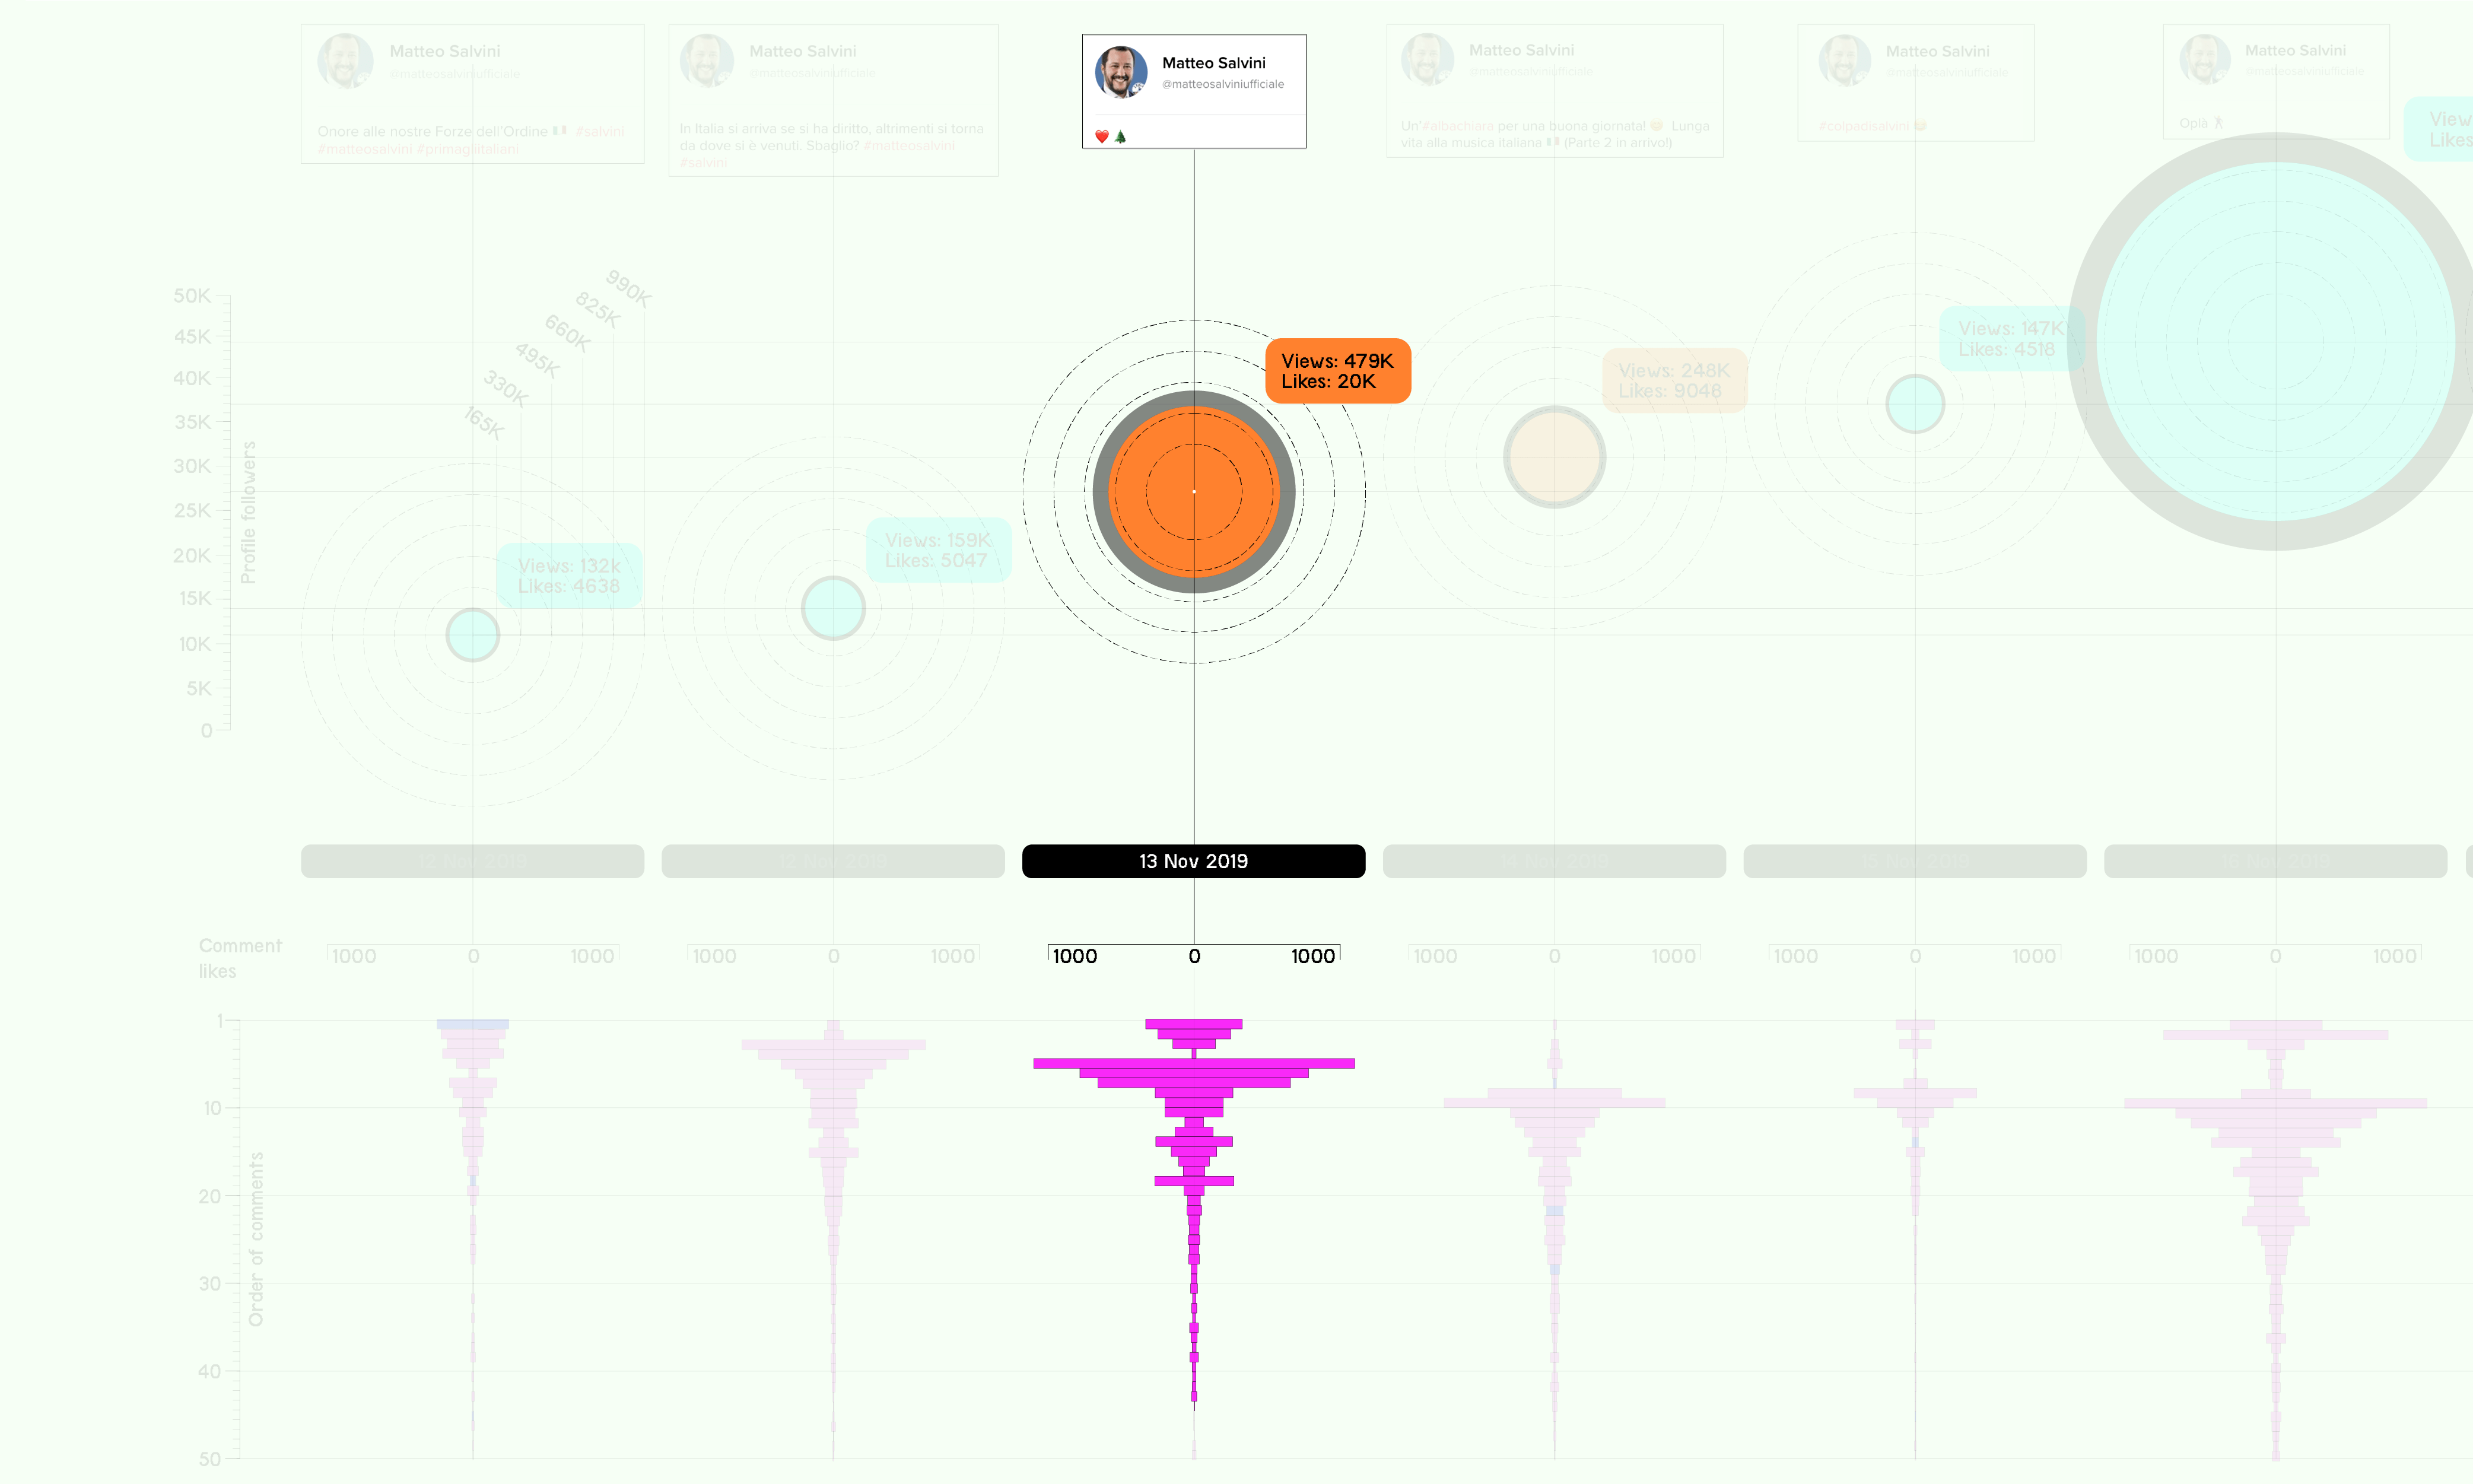 Matteo Salvini
@matteosalviniufficiale
Onore alle nostre Forze dell'Ordine 🇮🇹 #salvini
#matteosalvini #primagliitaliani
Matteo Salvini
@matteosalviniufficiale
In Italia si arriva se si ha diritto, altrimenti si torna
da dove si è venuti. Sbaglio? #matteosalvini
#salvini
Matteo Salvini
@matteosalviniufficiale
❤️ 🌲
Matteo Salvini
@matteosalviniufficiale
Un'#albachiara per una buona giornata! 😊 Lunga
vita alla musica italiana 🇮🇹 (Parte 2 in arrivo!)
Matteo Salvini
@matteosalviniufficiale
#colpadisalvini
Matteo Salvini
@matteosalviniufficiale
Oplà
View
Likes
50K
45K
40K
35K
30K
25K
20K
15K
10K
5K
0
Profile followers
165K
330K
495K
660K
825K
990K
Views: 132k
Likes: 4638
Views: 159K
Likes: 5047
Views: 479K
Likes: 20K
Views: 248K
Likes: 9046
Views: 147K
Likes: 4518
13 Nov 2019
Comment
likes
1000 0 1000
1000 0 1000
1000 0 1000
1000 0 1000
1000 0 1000
1000 0 1000
1
10
20
30
40
50
Order of comments